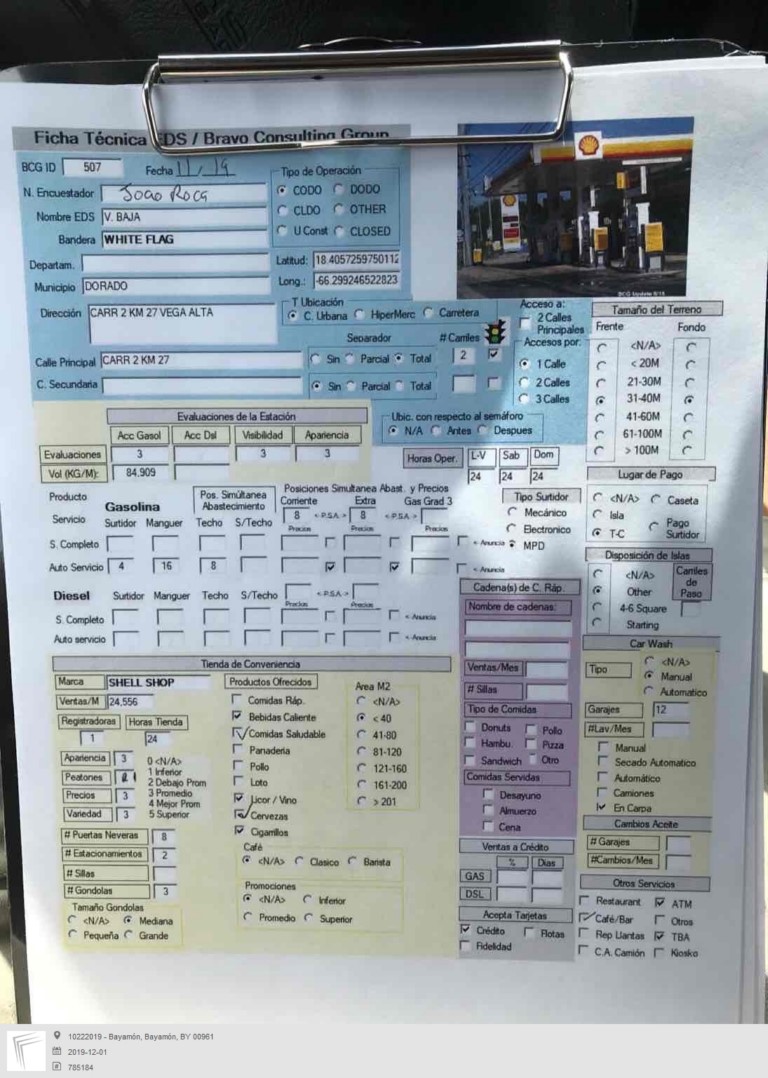 Ficha Técnica EDS / Bravo Consulting Group
BCG ID 507 Fecha 11/19
N. Encuestador Joao Roca
Nombre EDS V. BAJA
Bandera WHITE FLAG
Departam.
Municipio DORADO
Tipo de Operación
CODO DODO
CLDO OTHER
U Const CLOSED
Latitud: 18.4057259750112
Long.: -66.299246522823
BCG Update 8/15
Dirección CARR 2 KM 27 VEGA ALTA
Calle Principal CARR 2 KM 27
C. Secundaria
T Ubicación
C. Urbana HiperMerc Carretera
Separador # Carriles
Sin Parcial Total 2
Sin Parcial Total
Acceso a:
2 Calles
Principales
Accesos por:
1 Calle
2 Calles
3 Calles
Tamaño del Terreno
Frente Fondo
<N/A>
< 20M
21-30M
31-40M
41-60M
61-100M
> 100M
Evaluaciones de la Estación
Acc Gasol Acc Dsl Visibilidad Apariencia
Evaluaciones 3 3 3
Vol (KG/M): 84,909
Ubic. con respecto al semáforo
N/A Antes Despues
Horas Oper. L-V Sab Dom
24 24 24
Lugar de Pago
<N/A> Caseta
Isla
T-C Pago
Surtidor
Producto
Servicio
Gasolina
Surtidor Manguer
Pos. Simúltanea
Abastecimiento
Techo S/Techo
Posiciones Simultanea Abast. y Precios
Corriente Extra Gas Grad 3
8 < P.S.A. > 8 < P.S.A. >
Precios Precios Precios
S. Completo < Anuncia
Auto Servicio 4 16 8 < Anuncia
Tipo Surtidor
Mecánico
Electronico
MPD
Diesel Surtidor Manguer Techo S/Techo < P.S.A. >
Precios Precios
S. Completo < Anuncia
Auto servicio < Anuncia
Disposición de Islas
<N/A>
Other
4-6 Square
Starting
Carriles
de
Paso
Cadena(s) de C. Ráp.
Nombre de cadenas:
Ventas/Mes
# Sillas
Tipo de Comidas
Donuts Pollo
Hambu. Pizza
Sandwich Otro
Comidas Servidas
Desayuno
Almuerzo
Cena
Car Wash
Tipo
<N/A>
Manual
Automatico
Garajes 12
#Lav/Mes
Manual
Secado Automatico
Automático
Camiones
En Carpa
Cambios Aceite
# Garajes
#Cambios/Mes
Tienda de Conveniencia
Marca SHELL SHOP
Ventas/M 24,556
Registradoras Horas Tienda
1 24
Apariencia 3
Peatones
Precios 3
Variedad 3
0 <N/A>
1 Inferior
2 Debajo Prom
3 Promedio
4 Mejor Prom
5 Superior
# Puertas Neveras 8
# Estacionamientos 2
# Sillas
# Gondolas 3
Tamaño Gondolas
<N/A> Mediana
Pequeña Grande
Productos Ofrecidos
Comidas Ráp.
Bebidas Caliente
Comidas Saludable
Panaderia
Pollo
Loto
Licor / Vino
Cervezas
Cigarrillos
Area M2
<N/A>
< 40
41-80
81-120
121-160
161-200
> 201
Café
<N/A> Clasico Barista
Promociones
<N/A> Inferior
Promedio Superior
Ventas a Crédito
% Dias
GAS
DSL
Acepta Tarjetas
Crédito Flotas
Fidelidad
Otros Servicios
Restaurant ATM
Café/Bar Otros
Rep Llantas TBA
C.A. Camión Kiosko
10222019 - Bayamón, Bayamón, BY 00961
2019-12-01
785184